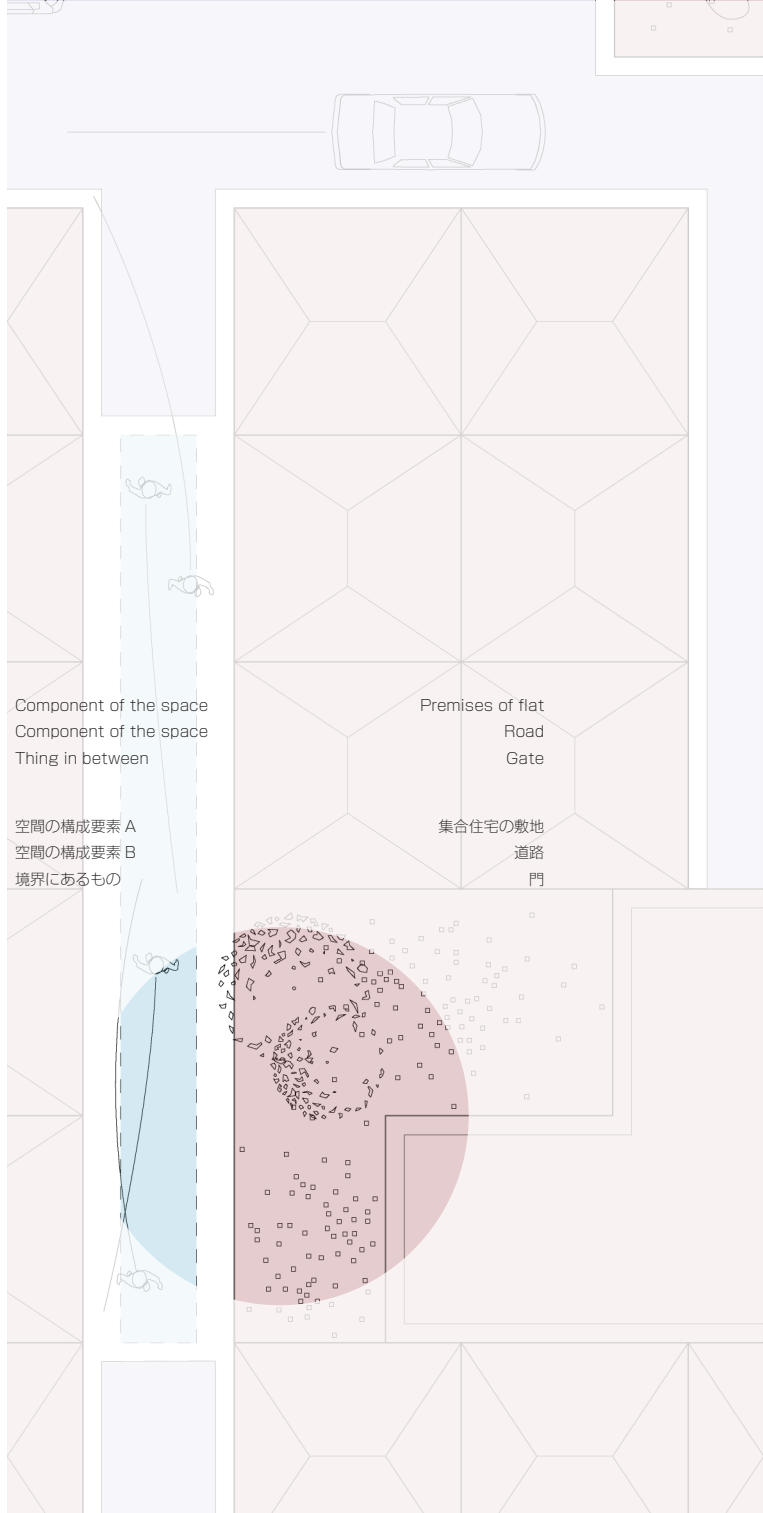 Component of the space Premises of flat
Component of the space Road
Thing in between Gate
空間の構成要素 A 集合住宅の敷地
空間の構成要素 B 道路
境界にあるもの 門